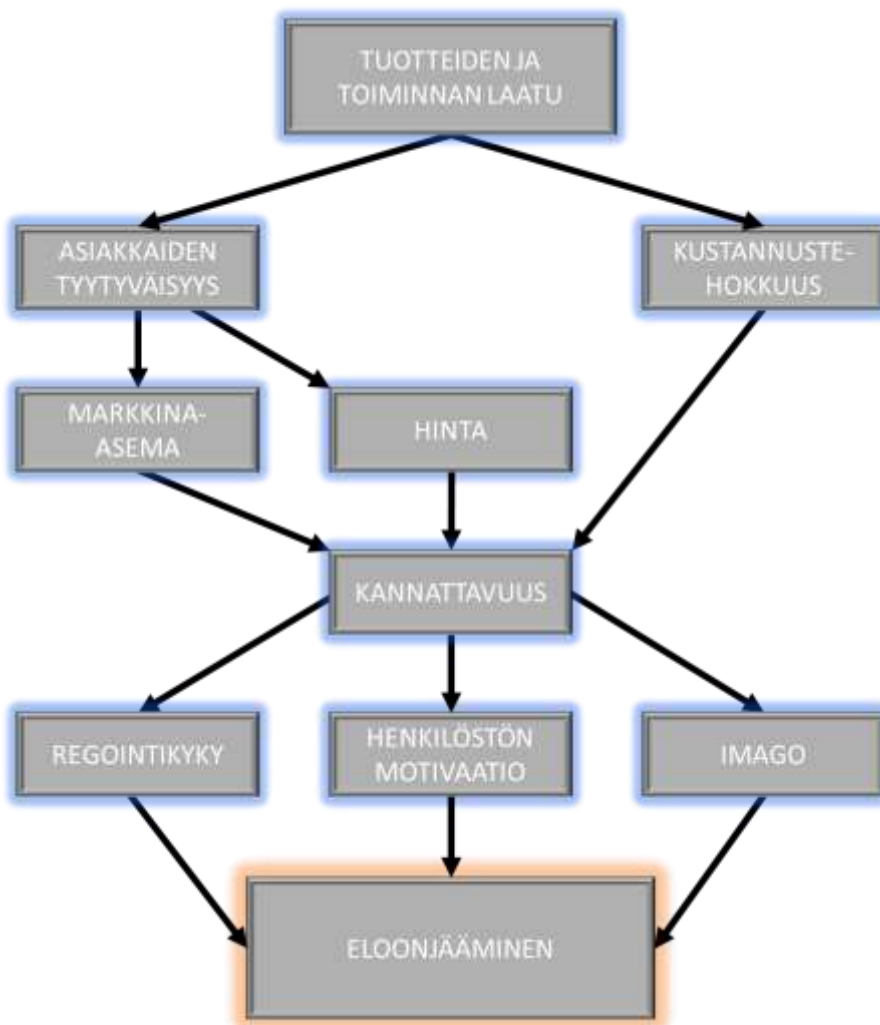 TUOTTEIDEN JA
TOIMINNAN LAATU
ASIAKKAIDEN
TYYTYVÄISYYS
KUSTANNUSTE-
HOKKUUS
MARKKINA-
ASEMA
HINTA
KANNATTAVUUS
REGOINTIKYKY
HENKILÖSTÖN
MOTIVAATIO
IMAGO
ELOONJÄÄMINEN